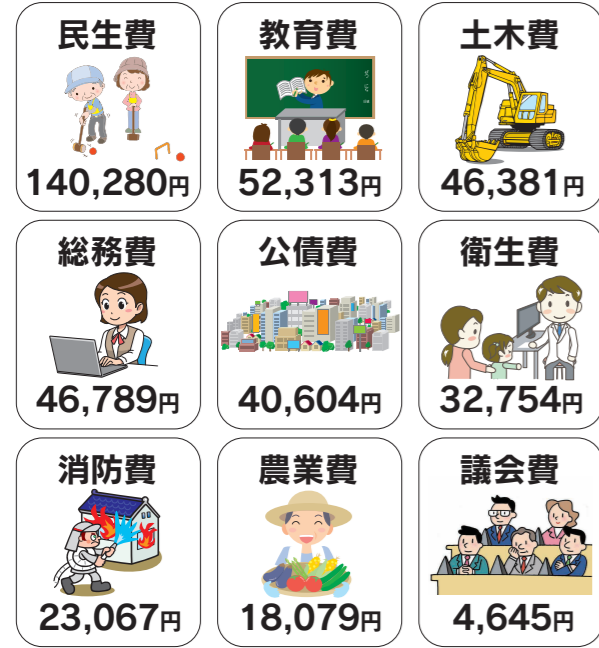 民生費
140,280円
教育費
52,313円
土木費
46,381円
総務費
46,789円
公債費
40,604円
衛生費
32,754円
消防費
23,067円
農業費
18,079円
議会費
4,645円